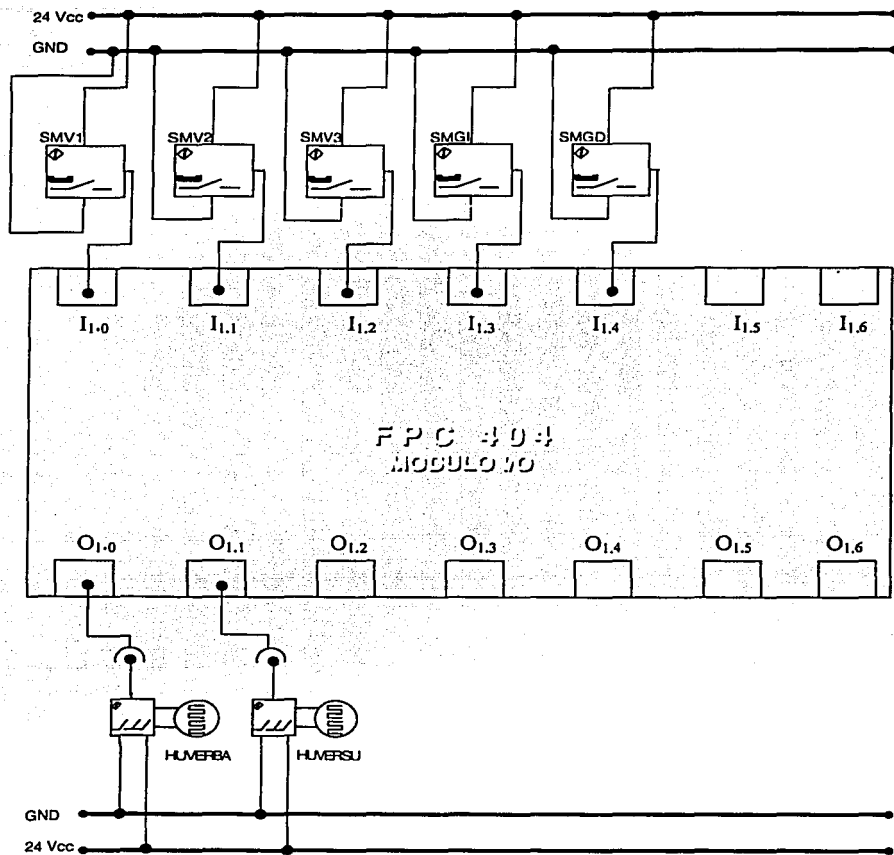 24 Vcc
GND
SMV1 SMV2 SMV3 SMGI SMGD
I1.0 I1.1 I1.2 I1.3 I1.4 I1.5 I1.6
FPC 404
MODULO I/O
O1.0 O1.1 O1.2 O1.3 O1.4 O1.5 O1.6
HUVERBA HUVERSU
GND
24 Vcc